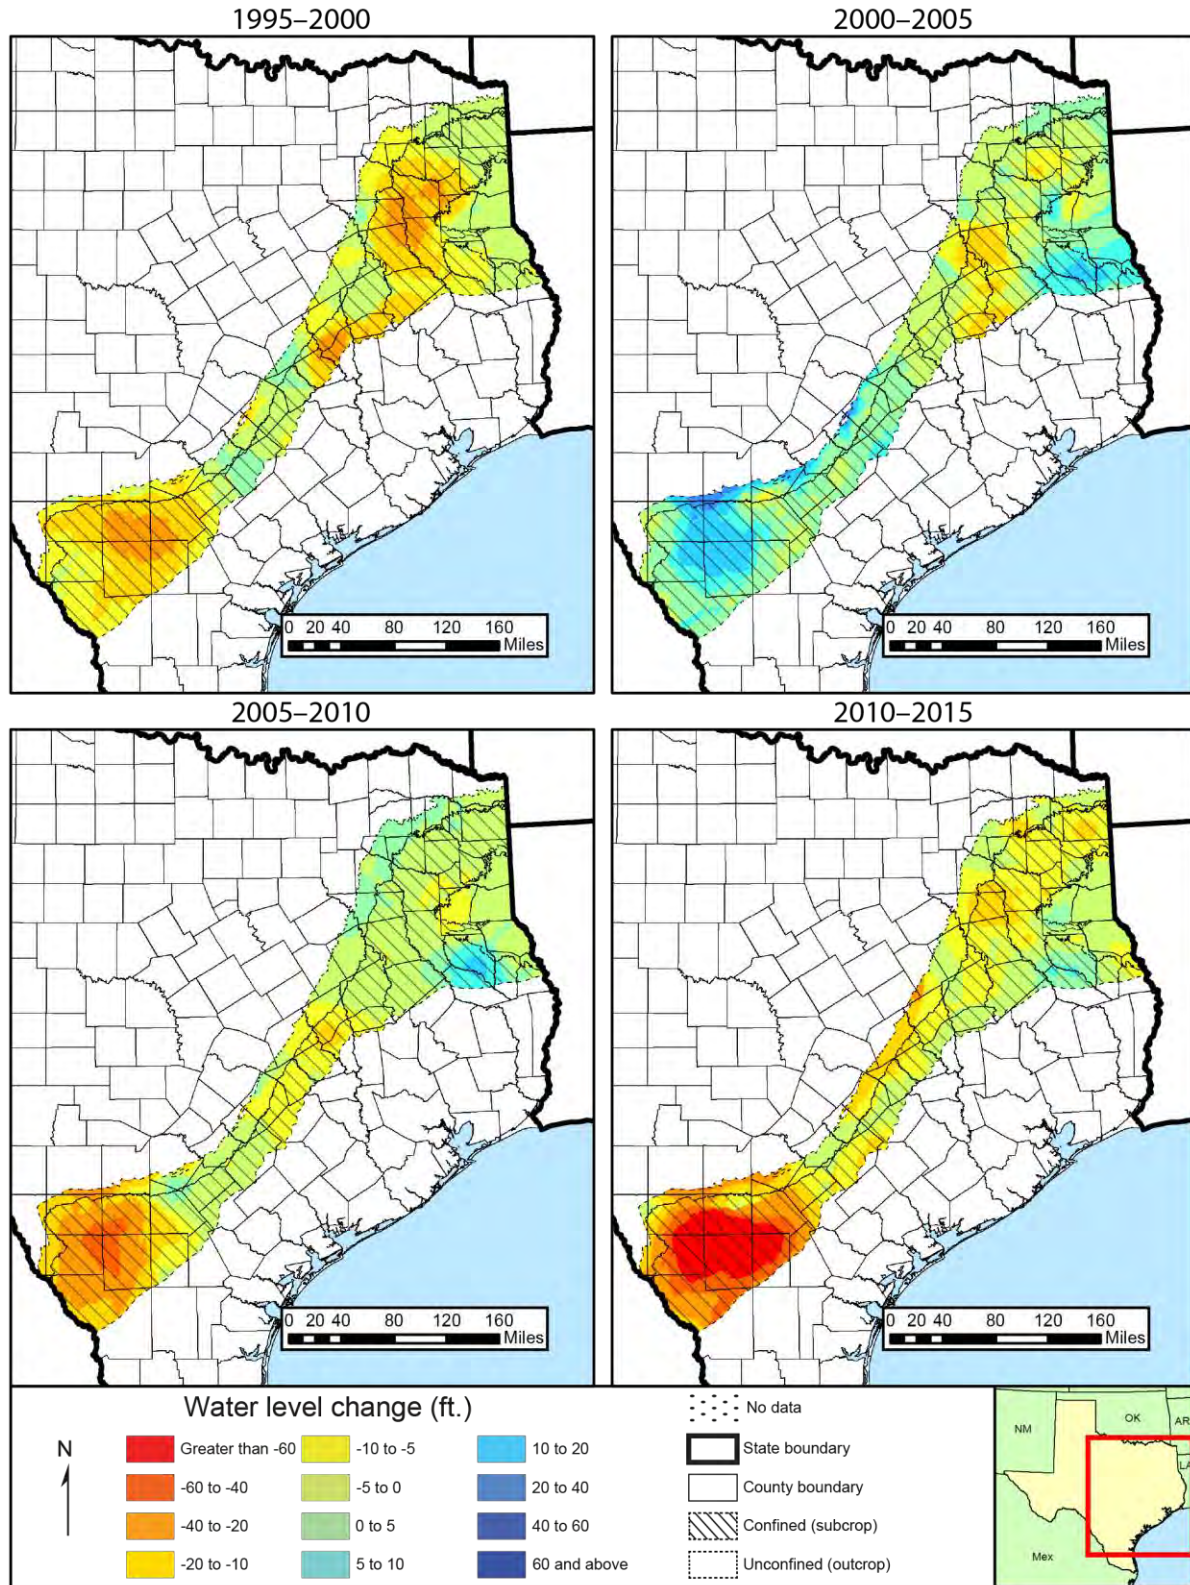 1995–2000
2000–2005
0 20 40 80 120 160
Miles
0 20 40 80 120 160
Miles
2005–2010
2010–2015
0 20 40 80 120 160
Miles
0 20 40 80 120 160
Miles
Water level change (ft.)
N
Greater than -60
-60 to -40
-40 to -20
-20 to -10
-10 to -5
-5 to 0
0 to 5
5 to 10
10 to 20
20 to 40
40 to 60
60 and above
No data
State boundary
County boundary
Confined (subcrop)
Unconfined (outcrop)
NM
OK
AR
LA
Mex